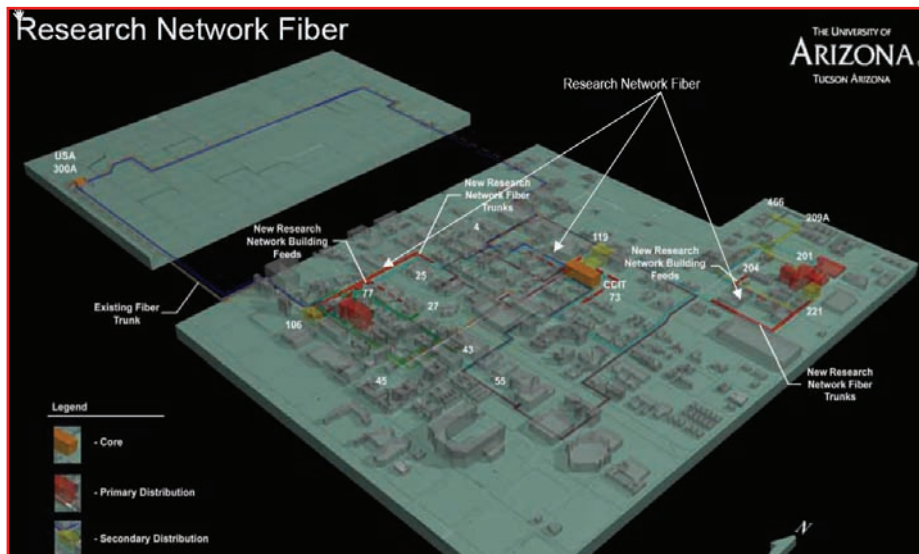 Research Network Fiber
THE UNIVERSITY OF
ARIZONA.
TUCSON ARIZONA
Research Network Fiber
USA
300A
New Research
Network Fiber
Trunks
New Research
Network Building
Feeds
4
119
466
209A
New Research
Network Building
Feeds
204
201
25
77
27
CCIT
73
221
Existing Fiber
Trunk
106
43
45
55
New Research
Network Fiber
Trunks
Legend
- Core
- Primary Distribution
- Secondary Distribution
N